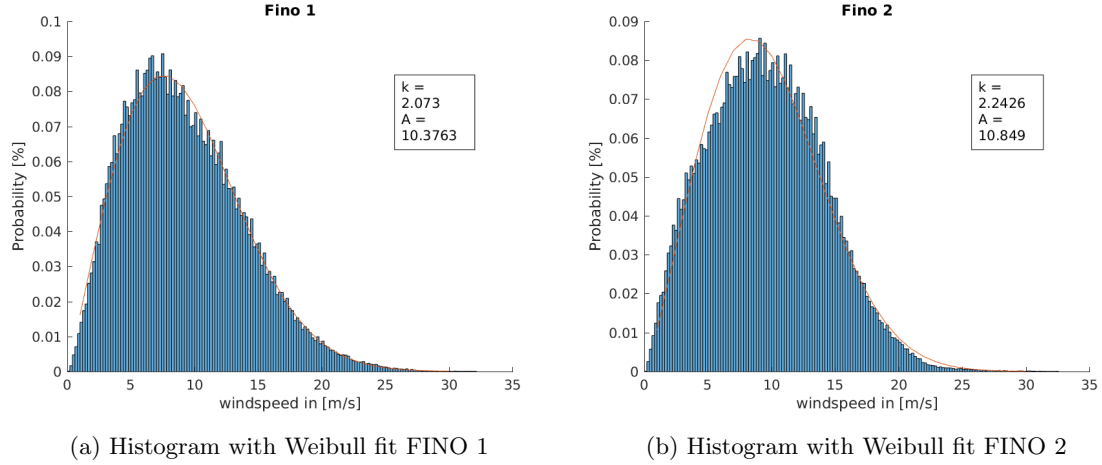 Fino 1
0.1
0.09
0.08
0.07
0.06
0.05
0.04
0.03
0.02
0.01
0
Probability [%]
k =
2.073
A =
10.3763
0 5 10 15 20 25 30 35
windspeed in [m/s]
(a) Histogram with Weibull fit FINO 1
Fino 2
0.09
0.08
0.07
0.06
0.05
0.04
0.03
0.02
0.01
0
Probability [%]
k =
2.2426
A =
10.849
0 5 10 15 20 25 30 35
windspeed in [m/s]
(b) Histogram with Weibull fit FINO 2